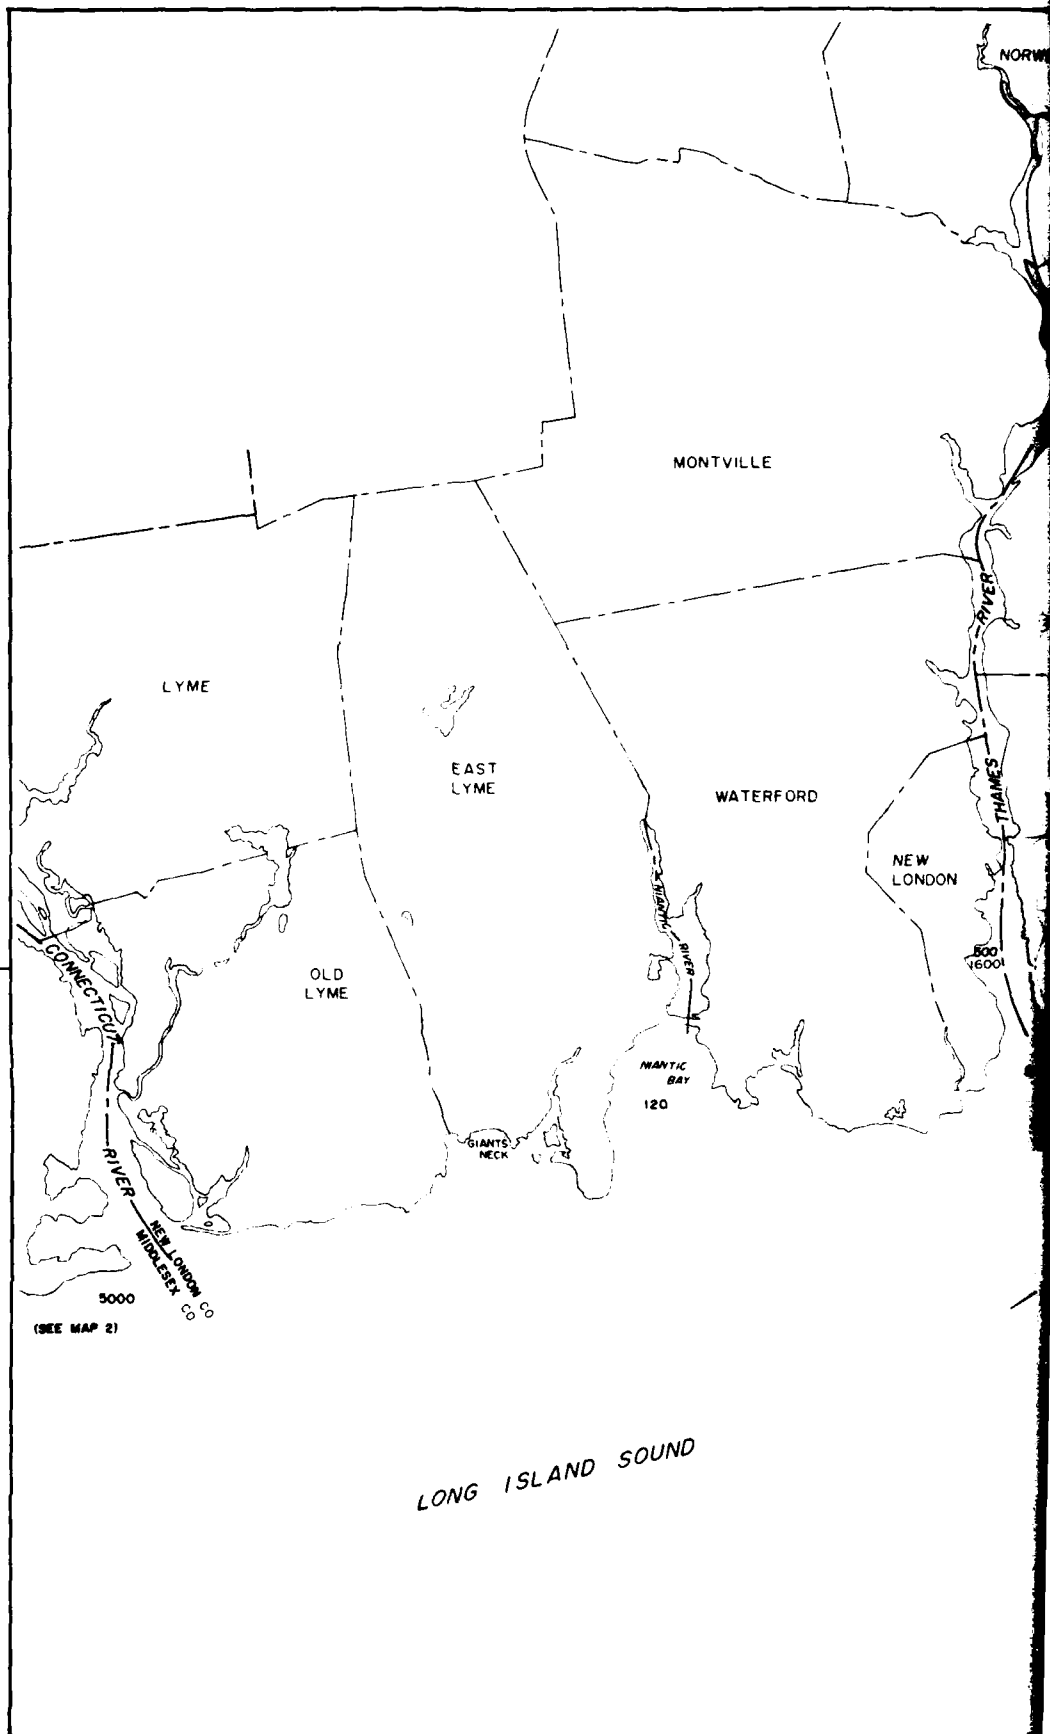 NORW
MONTVILLE
RIVER
LYME
EAST
LYME
WATERFORD
THAMES
NEW
LONDON
NIANTIC
RIVER
CONNECTICUT
OLD
LYME
500
1600
NIANTIC
BAY
120
GIANTS
NECK
RIVER
NEW LONDON CO
MIDDLESEX CO
5000
(SEE MAP 2)
LONG ISLAND SOUND